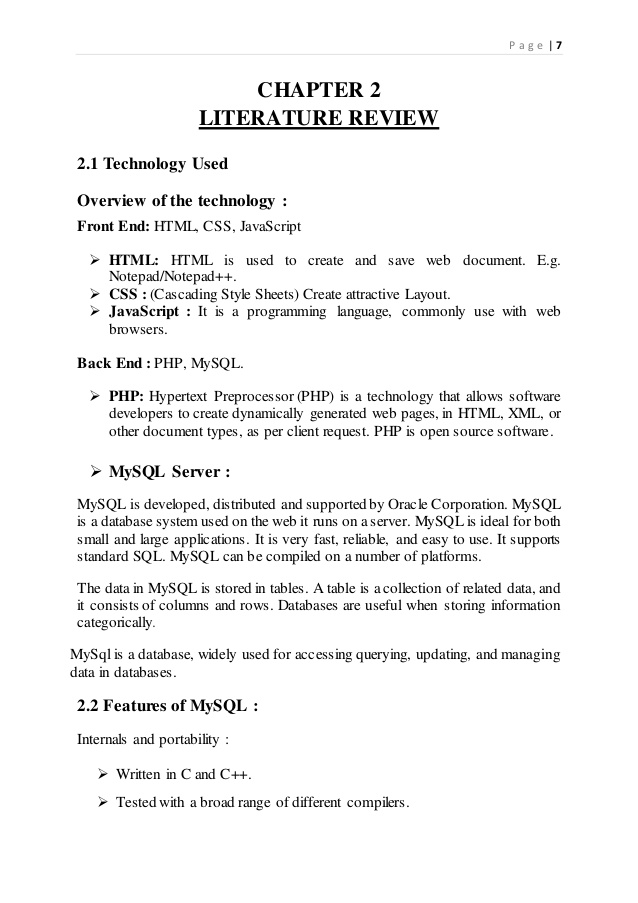 Page | 7
CHAPTER 2
LITERATURE REVIEW
2.1 Technology Used
Overview of the technology :
Front End: HTML, CSS, JavaScript
➢ HTML: HTML is used to create and save web document. E.g.
Notepad/Notepad++.
➢ CSS : (Cascading Style Sheets) Create attractive Layout.
➢ JavaScript : It is a programming language, commonly use with web
browsers.
Back End : PHP, MySQL.
➢ PHP: Hypertext Preprocessor (PHP) is a technology that allows software
developers to create dynamically generated web pages, in HTML, XML, or
other document types, as per client request. PHP is open source software.
➢ MySQL Server :
MySQL is developed, distributed and supported by Oracle Corporation. MySQL
is a database system used on the web it runs on a server. MySQL is ideal for both
small and large applications. It is very fast, reliable, and easy to use. It supports
standard SQL. MySQL can be compiled on a number of platforms.
The data in MySQL is stored in tables. A table is a collection of related data, and
it consists of columns and rows. Databases are useful when storing information
categorically.
MySql is a database, widely used for accessing querying, updating, and managing
data in databases.
2.2 Features of MySQL :
Internals and portability :
➢ Written in C and C++.
➢ Tested with a broad range of different compilers.